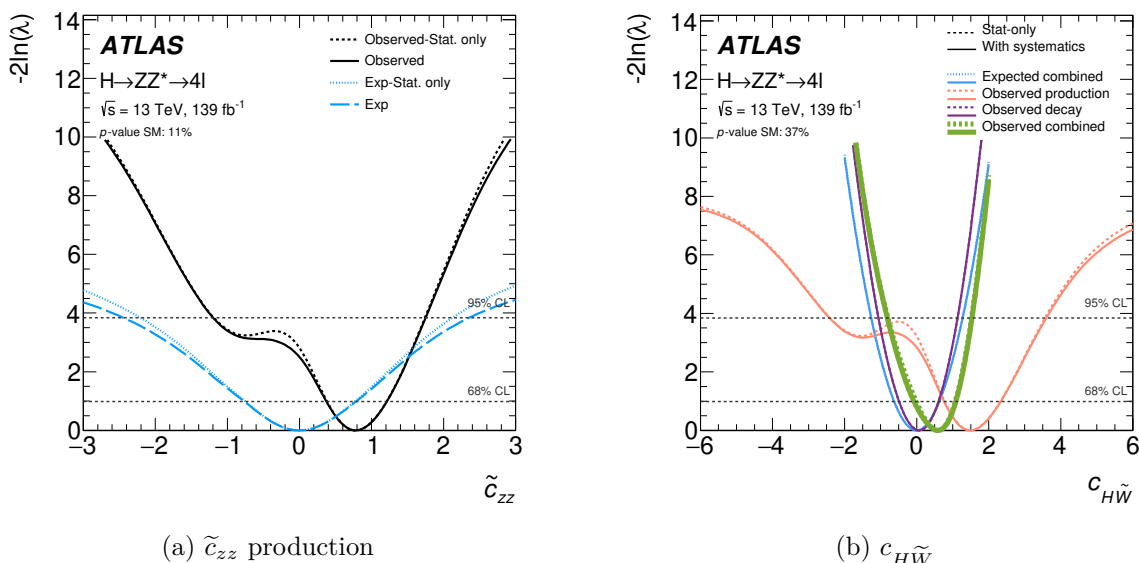 -2ln(λ)
14
12
10
8
6
4
2
0
ATLAS
H→ZZ*→4l
√s = 13 TeV, 139 fb⁻¹
p-value SM: 11%
Observed-Stat. only
Observed
Exp-Stat. only
Exp
95% CL
68% CL
−3 −2 −1 0 1 2 3
c̃zz
(a) c̃zz production
-2ln(λ)
14
12
10
8
6
4
2
0
ATLAS
H→ZZ*→4l
√s = 13 TeV, 139 fb⁻¹
p-value SM: 37%
Stat-only
With systematics
Expected combined
Observed production
Observed decay
Observed combined
95% CL
68% CL
−6 −4 −2 0 2 4 6
cHW̃
(b) cHW̃